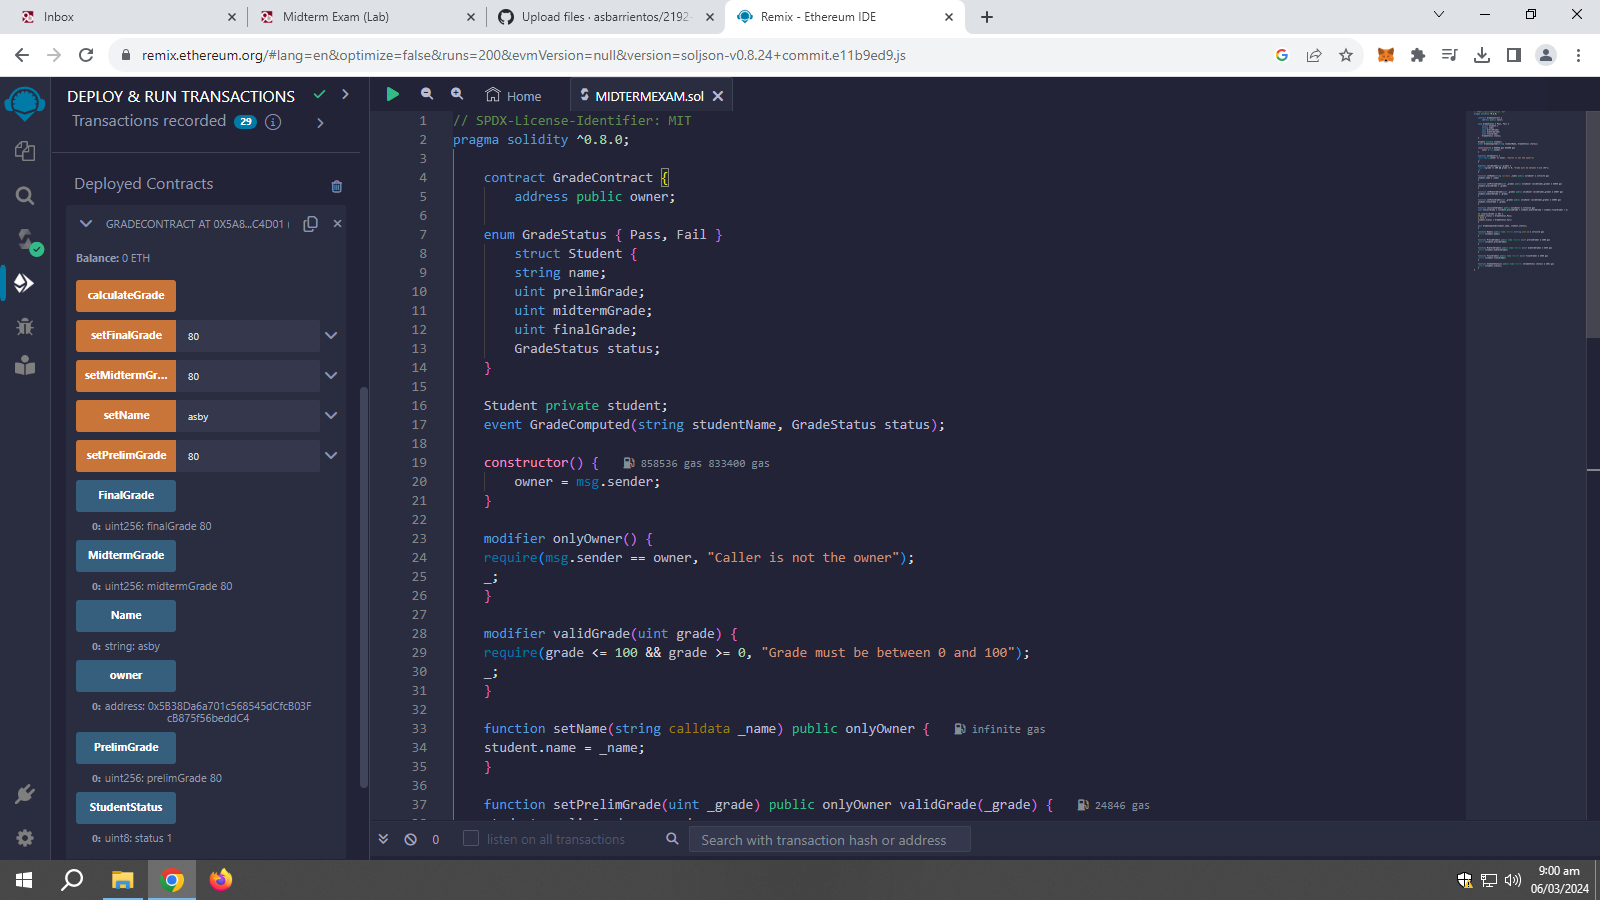 Inbox
Midterm Exam (Lab)
Upload files · asbarrientos/2192-
Remix - Ethereum IDE
remix.ethereum.org/#lang=en&optimize=false&runs=200&evmVersion=null&version=soljson-v0.8.24+commit.e11b9ed9.js
DEPLOY & RUN TRANSACTIONS
Transactions recorded 29
Deployed Contracts
GRADECONTRACT AT 0X5A8...C4D01 (
Balance: 0 ETH
calculateGrade
setFinalGrade 80
setMidtermGr... 80
setName asby
setPrelimGrade 80
FinalGrade
0: uint256: finalGrade 80
MidtermGrade
0: uint256: midtermGrade 80
Name
0: string: asby
owner
0: address: 0x5B38Da6a701c568545dCfcB03F
cB875f56beddC4
PrelimGrade
0: uint256: prelimGrade 80
StudentStatus
0: uint8: status 1
Home
MIDTERMEXAM.sol
1 // SPDX-License-Identifier: MIT
2 pragma solidity ^0.8.0;
3
4 contract GradeContract {
5 address public owner;
6
7 enum GradeStatus { Pass, Fail }
8 struct Student {
9 string name;
10 uint prelimGrade;
11 uint midtermGrade;
12 uint finalGrade;
13 GradeStatus status;
14 }
15
16 Student private student;
17 event GradeComputed(string studentName, GradeStatus status);
18
19 constructor() { 858536 gas 833400 gas
20 owner = msg.sender;
21 }
22
23 modifier onlyOwner() {
24 require(msg.sender == owner, "Caller is not the owner");
25 _;
26 }
27
28 modifier validGrade(uint grade) {
29 require(grade <= 100 && grade >= 0, "Grade must be between 0 and 100");
30 _;
31 }
32
33 function setName(string calldata _name) public onlyOwner { infinite gas
34 student.name = _name;
35 }
36
37 function setPrelimGrade(uint _grade) public onlyOwner validGrade(_grade) { 24846 gas
0
listen on all transactions
Search with transaction hash or address
9:00 am
06/03/2024